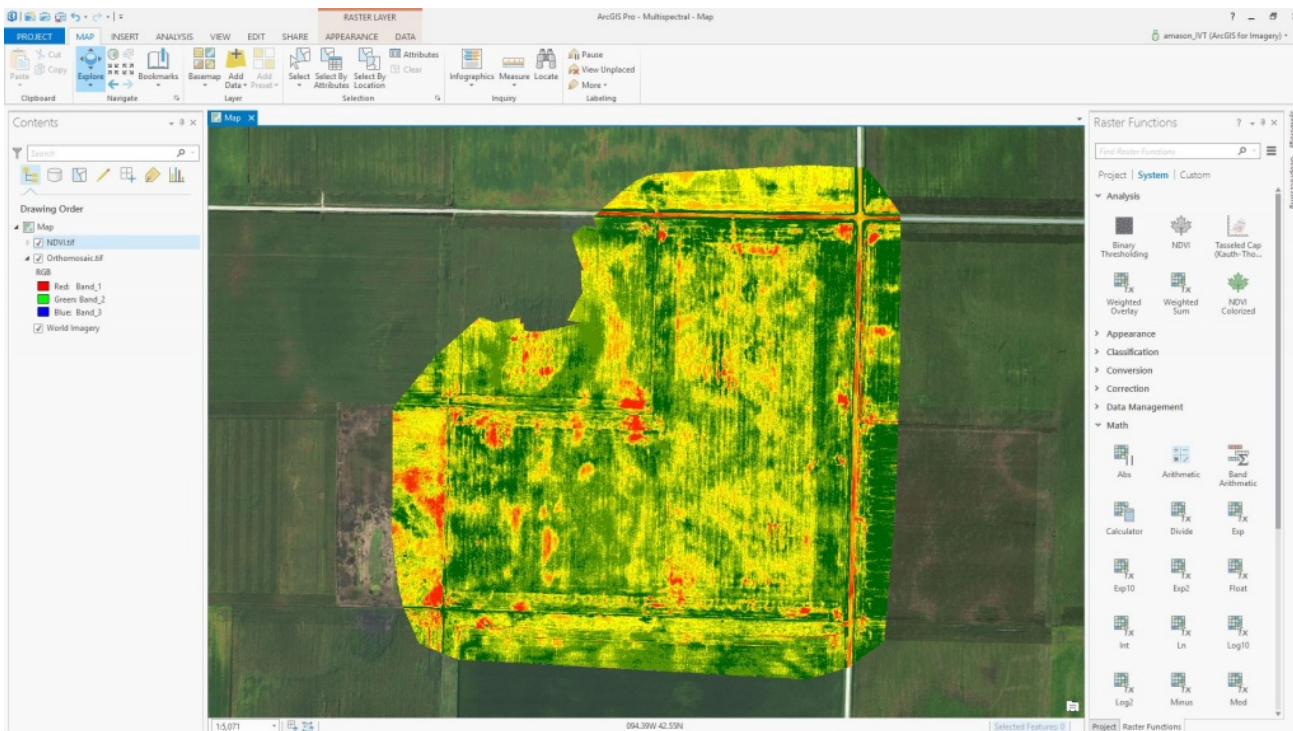 RASTER LAYER
ArcGIS Pro - Multispectral - Map
PROJECT MAP INSERT ANALYSIS VIEW EDIT SHARE APPEARANCE DATA
amason_IVT (ArcGIS for Imagery)
Paste
Cut
Copy
Explore
Bookmarks
Basemap
Add Data
Add Preset
Select
Select By Attributes
Select By Location
Attributes
Clear
Infographics
Measure
Locate
Pause
View Unplaced
More
Clipboard
Navigate
Layer
Selection
Inquiry
Labeling
Contents
Search
Drawing Order
Map
NDVI.tif
Orthomosaic.tif
RGB
Red: Band_1
Green: Band_2
Blue: Band_3
World Imagery
Map
1:5,071
094.39W 42.55N
Selected Features: 0
Raster Functions
Find Raster Functions
Project | System | Custom
Analysis
Binary Thresholding
NDVI
Tasseled Cap (Kauth-Tho...
Weighted Overlay
Weighted Sum
NDVI Colorized
Appearance
Classification
Conversion
Correction
Data Management
Math
Abs
Arithmetic
Band Arithmetic
Calculator
Divide
Exp
Exp10
Exp2
Float
Int
Ln
Log10
Log2
Minus
Mod
Project
Raster Functions